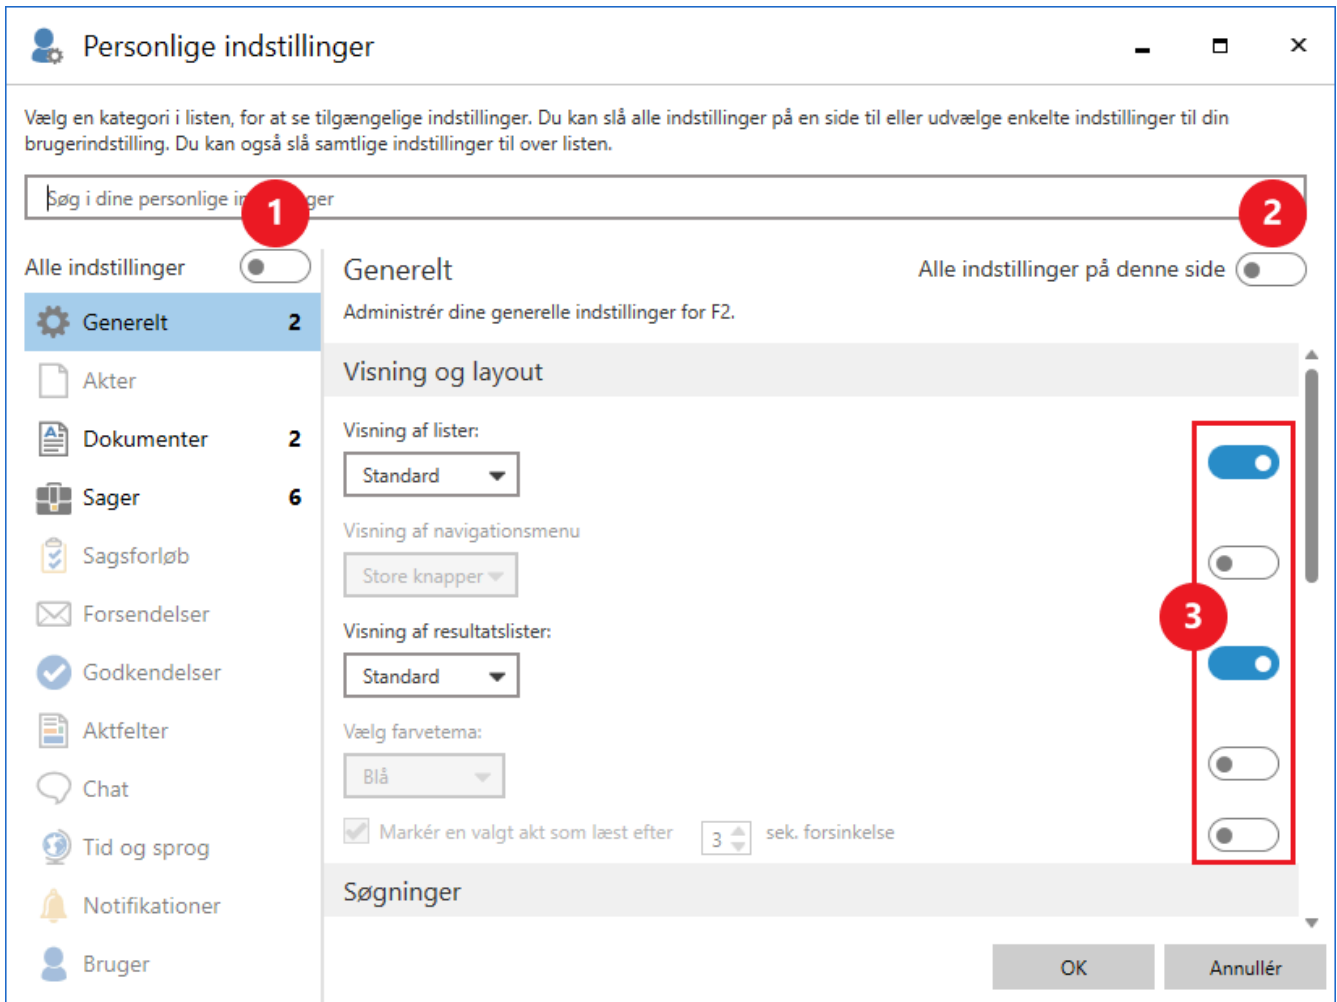 Personlige indstillinger
Vælg en kategori i listen, for at se tilgængelige indstillinger. Du kan slå alle indstillinger på en side til eller udvælge enkelte indstillinger til din
brugerindstilling. Du kan også slå samtlige indstillinger til over listen.
Søg i dine personlige in ger
1
2
Alle indstillinger
Generelt 2
Akter
Dokumenter 2
Sager 6
Sagsforløb
Forsendelser
Godkendelser
Aktfelter
Chat
Tid og sprog
Notifikationer
Bruger
Generelt
Alle indstillinger på denne side
Administrér dine generelle indstillinger for F2.
Visning og layout
Visning af lister:
Standard
Visning af navigationsmenu
Store knapper
3
Visning af resultatslister:
Standard
Vælg farvetema:
Blå
Markér en valgt akt som læst efter 3 sek. forsinkelse
Søgninger
OK
Annullér